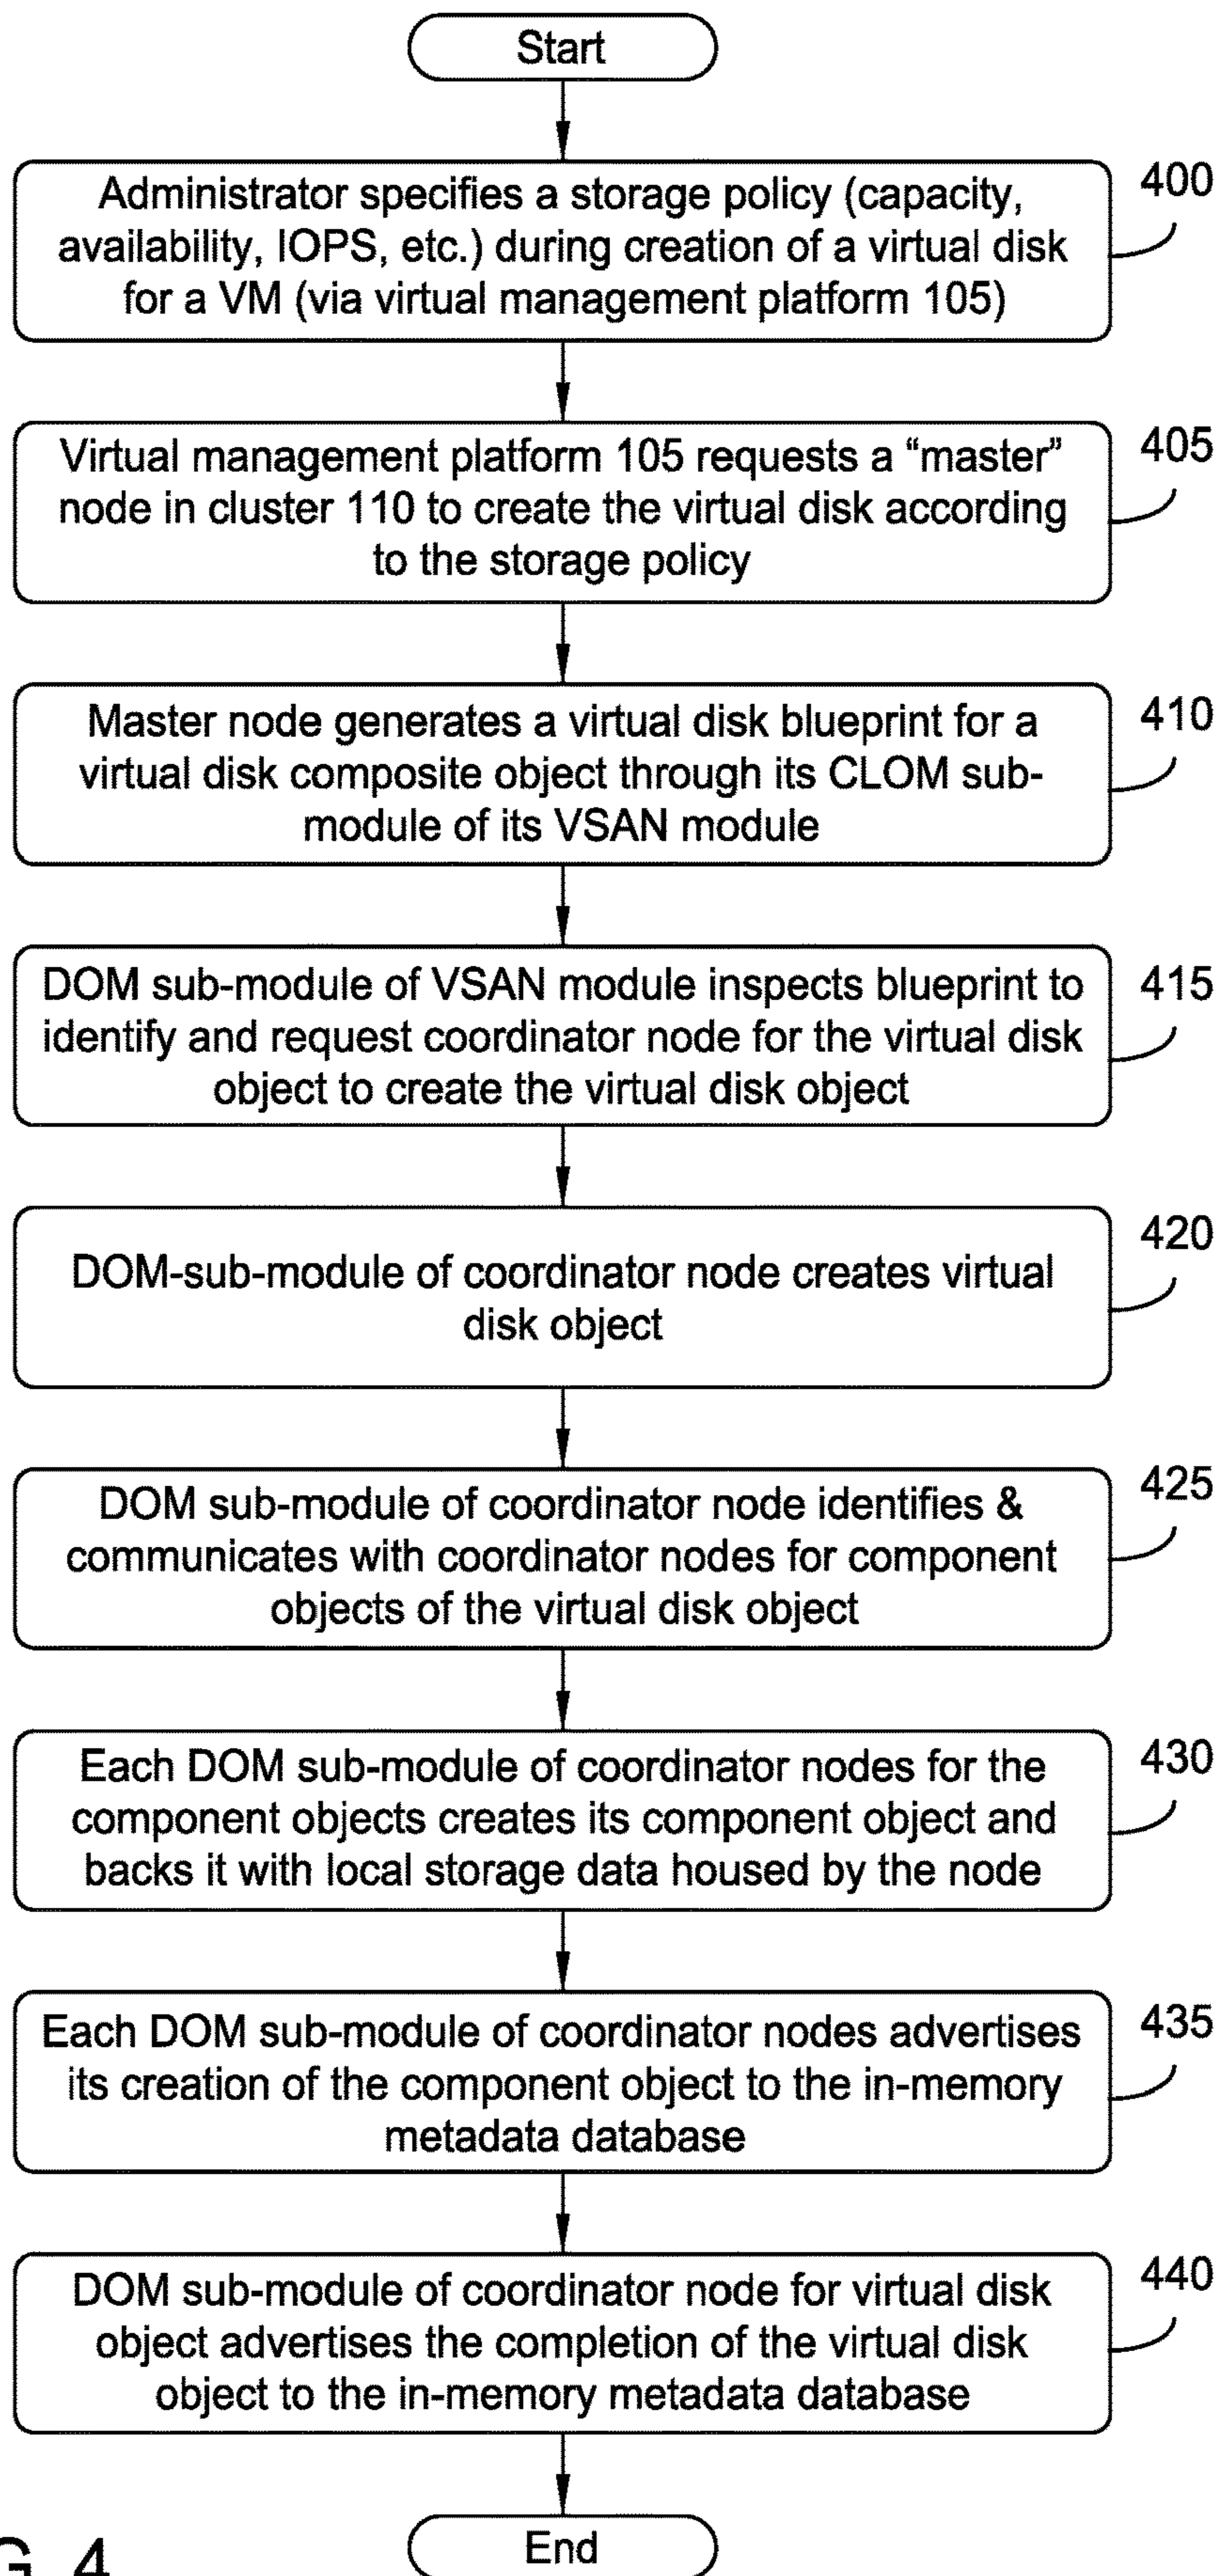 Start
Administrator specifies a storage policy (capacity,
availability, IOPS, etc.) during creation of a virtual disk
for a VM (via virtual management platform 105)
400
Virtual management platform 105 requests a “master”
node in cluster 110 to create the virtual disk according
to the storage policy
405
Master node generates a virtual disk blueprint for a
virtual disk composite object through its CLOM sub-
module of its VSAN module
410
DOM sub-module of VSAN module inspects blueprint to
identify and request coordinator node for the virtual disk
object to create the virtual disk object
415
DOM-sub-module of coordinator node creates virtual
disk object
420
DOM sub-module of coordinator node identifies &
communicates with coordinator nodes for component
objects of the virtual disk object
425
Each DOM sub-module of coordinator nodes for the
component objects creates its component object and
backs it with local storage data housed by the node
430
Each DOM sub-module of coordinator nodes advertises
its creation of the component object to the in-memory
metadata database
435
DOM sub-module of coordinator node for virtual disk
object advertises the completion of the virtual disk
object to the in-memory metadata database
440
End
G. 4